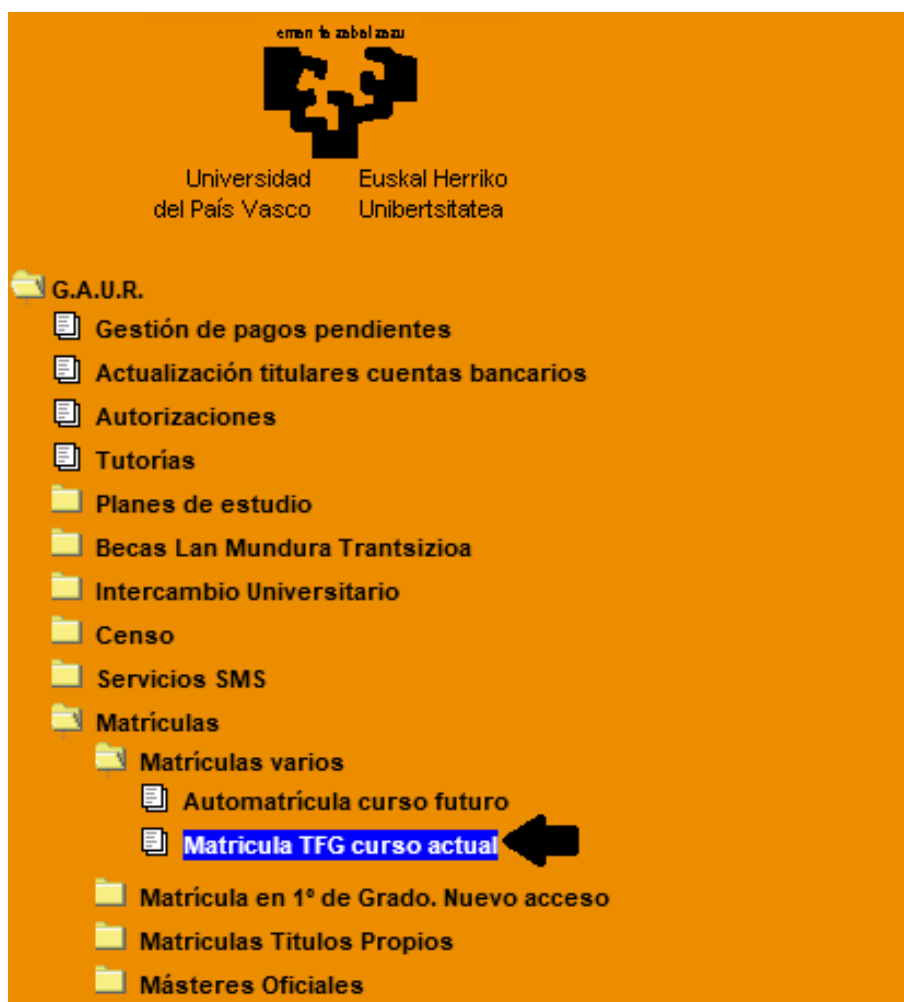 eman ta zabal zazu
Universidad Euskal Herriko
del País Vasco Unibertsitatea
G.A.U.R.
Gestión de pagos pendientes
Actualización titulares cuentas bancarios
Autorizaciones
Tutorías
Planes de estudio
Becas Lan Mundura Trantsizioa
Intercambio Universitario
Censo
Servicios SMS
Matrículas
Matrículas varios
Automatrícula curso futuro
Matricula TFG curso actual
Matrícula en 1º de Grado. Nuevo acceso
Matriculas Titulos Propios
Másteres Oficiales